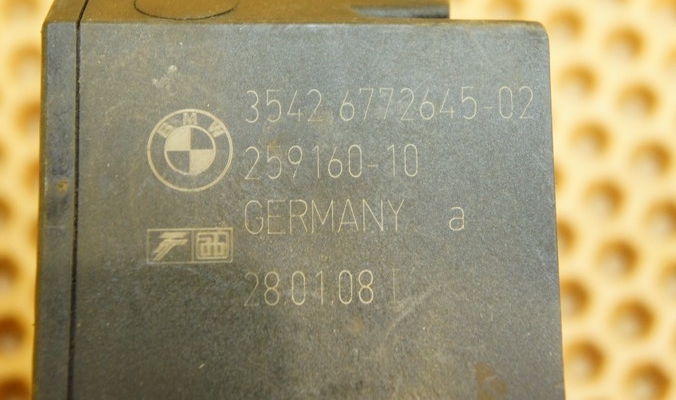 3542 6772645-02
BMW
259160-10
GERMANY a
28.01.08 I